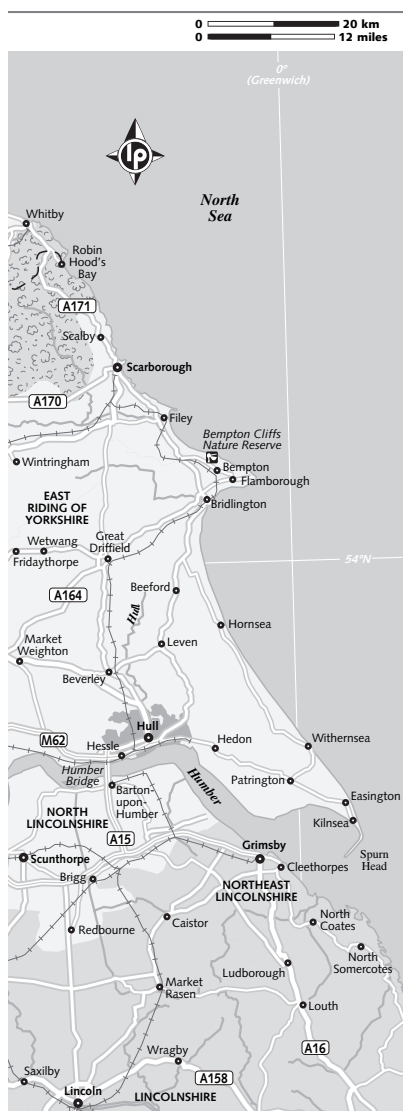 0 20 km
0 12 miles
0°
(Greenwich)
lp
North
Sea
Whitby
Robin
Hood's
Bay
A171
Scalby
Scarborough
A170
Filey
Bempton Cliffs
Nature Reserve
Wintringham
Bempton
Flamborough
EAST
RIDING OF
YORKSHIRE
Bridlington
Great
Driffield
Wetwang
Fridaythorpe
54°N
Beeford
A164
Hull
Hornsea
Market
Weighton
Leven
Beverley
Hull
M62
Hedon
Withernsea
Hessle
Humber
Bridge
Humber
Patrington
Barton-
upon-
Humber
Easington
Kilnsea
NORTH
LINCOLNSHIRE
A15
Grimsby
Spurn
Head
Scunthorpe
Cleethorpes
Brigg
NORTHEAST
LINCOLNSHIRE
North
Coates
Caistor
Redbourne
North
Somercotes
Ludborough
Market
Rasen
Louth
A16
Wragby
Saxilby
A158
Lincoln
LINCOLNSHIRE